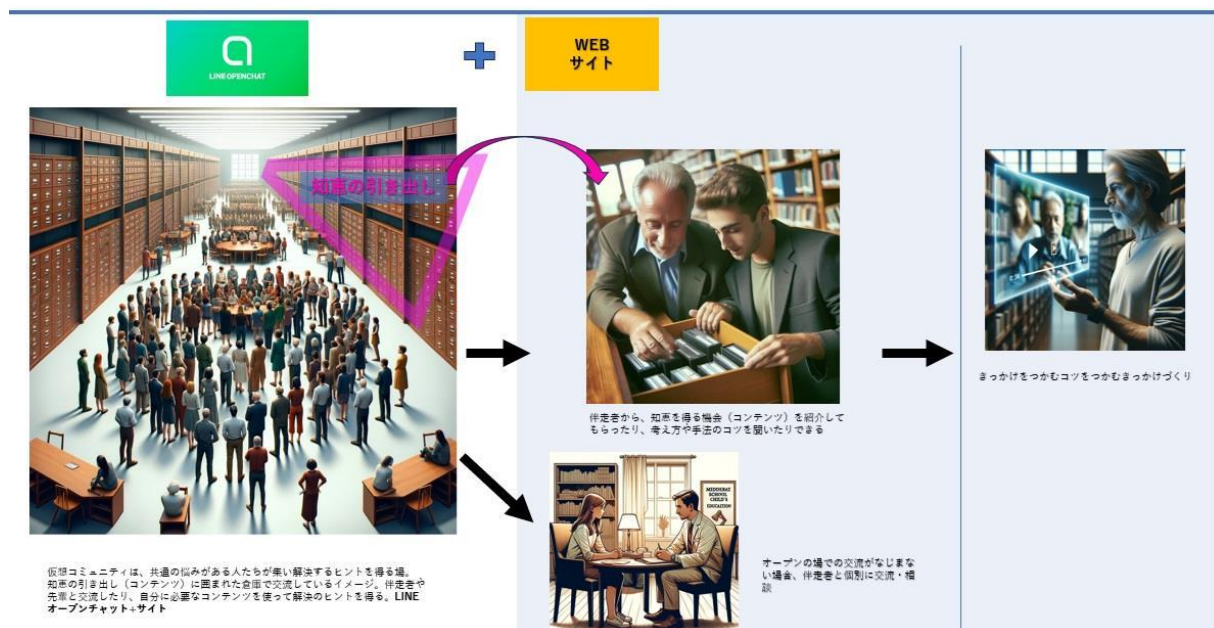 LINE OPENCHAT
WEB
サイト
知恵の引き出し
仮想コミュニティは、共通の悩みがある人たちが集い解決するヒントを得る場。
知恵の引き出し（コンテンツ）に囲まれた倉庫で交流しているイメージ。伴走者や
先輩と交流したり、自分に必要なコンテンツを使って解決のヒントを得る。LINE
オープンチャット+サイト
伴走者から、知恵を得る機会（コンテンツ）を紹介して
もらったり、考え方や手法のコツを聞いたりできる
MIDDERAT
SCHOOL
CHILD'S
EDUCATION
オープンの場での交流がなじまな
い場合、伴走者と個別に交流・相
談
きっかけをつかむコツをつかむきっかけづくり